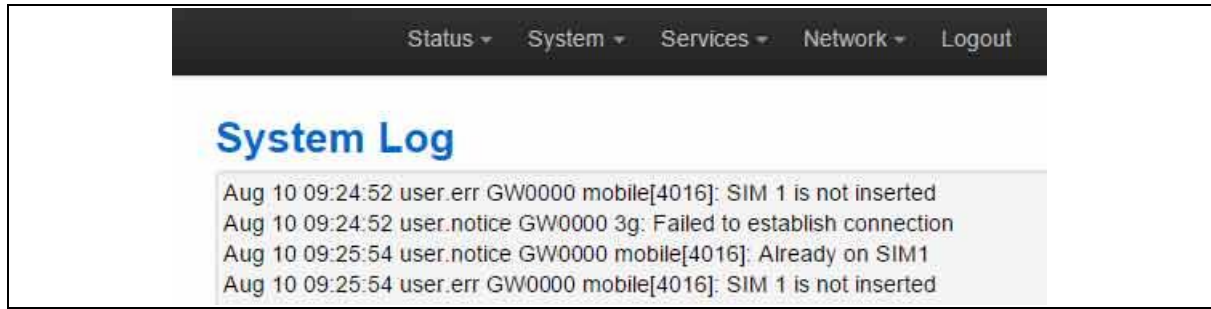 Status System Services Network Logout
System Log
Aug 10 09:24:52 user.err GW0000 mobile[4016]: SIM 1 is not inserted
Aug 10 09:24:52 user.notice GW0000 3g: Failed to establish connection
Aug 10 09:25:54 user.notice GW0000 mobile[4016]: Already on SIM1
Aug 10 09:25:54 user.err GW0000 mobile[4016]: SIM 1 is not inserted